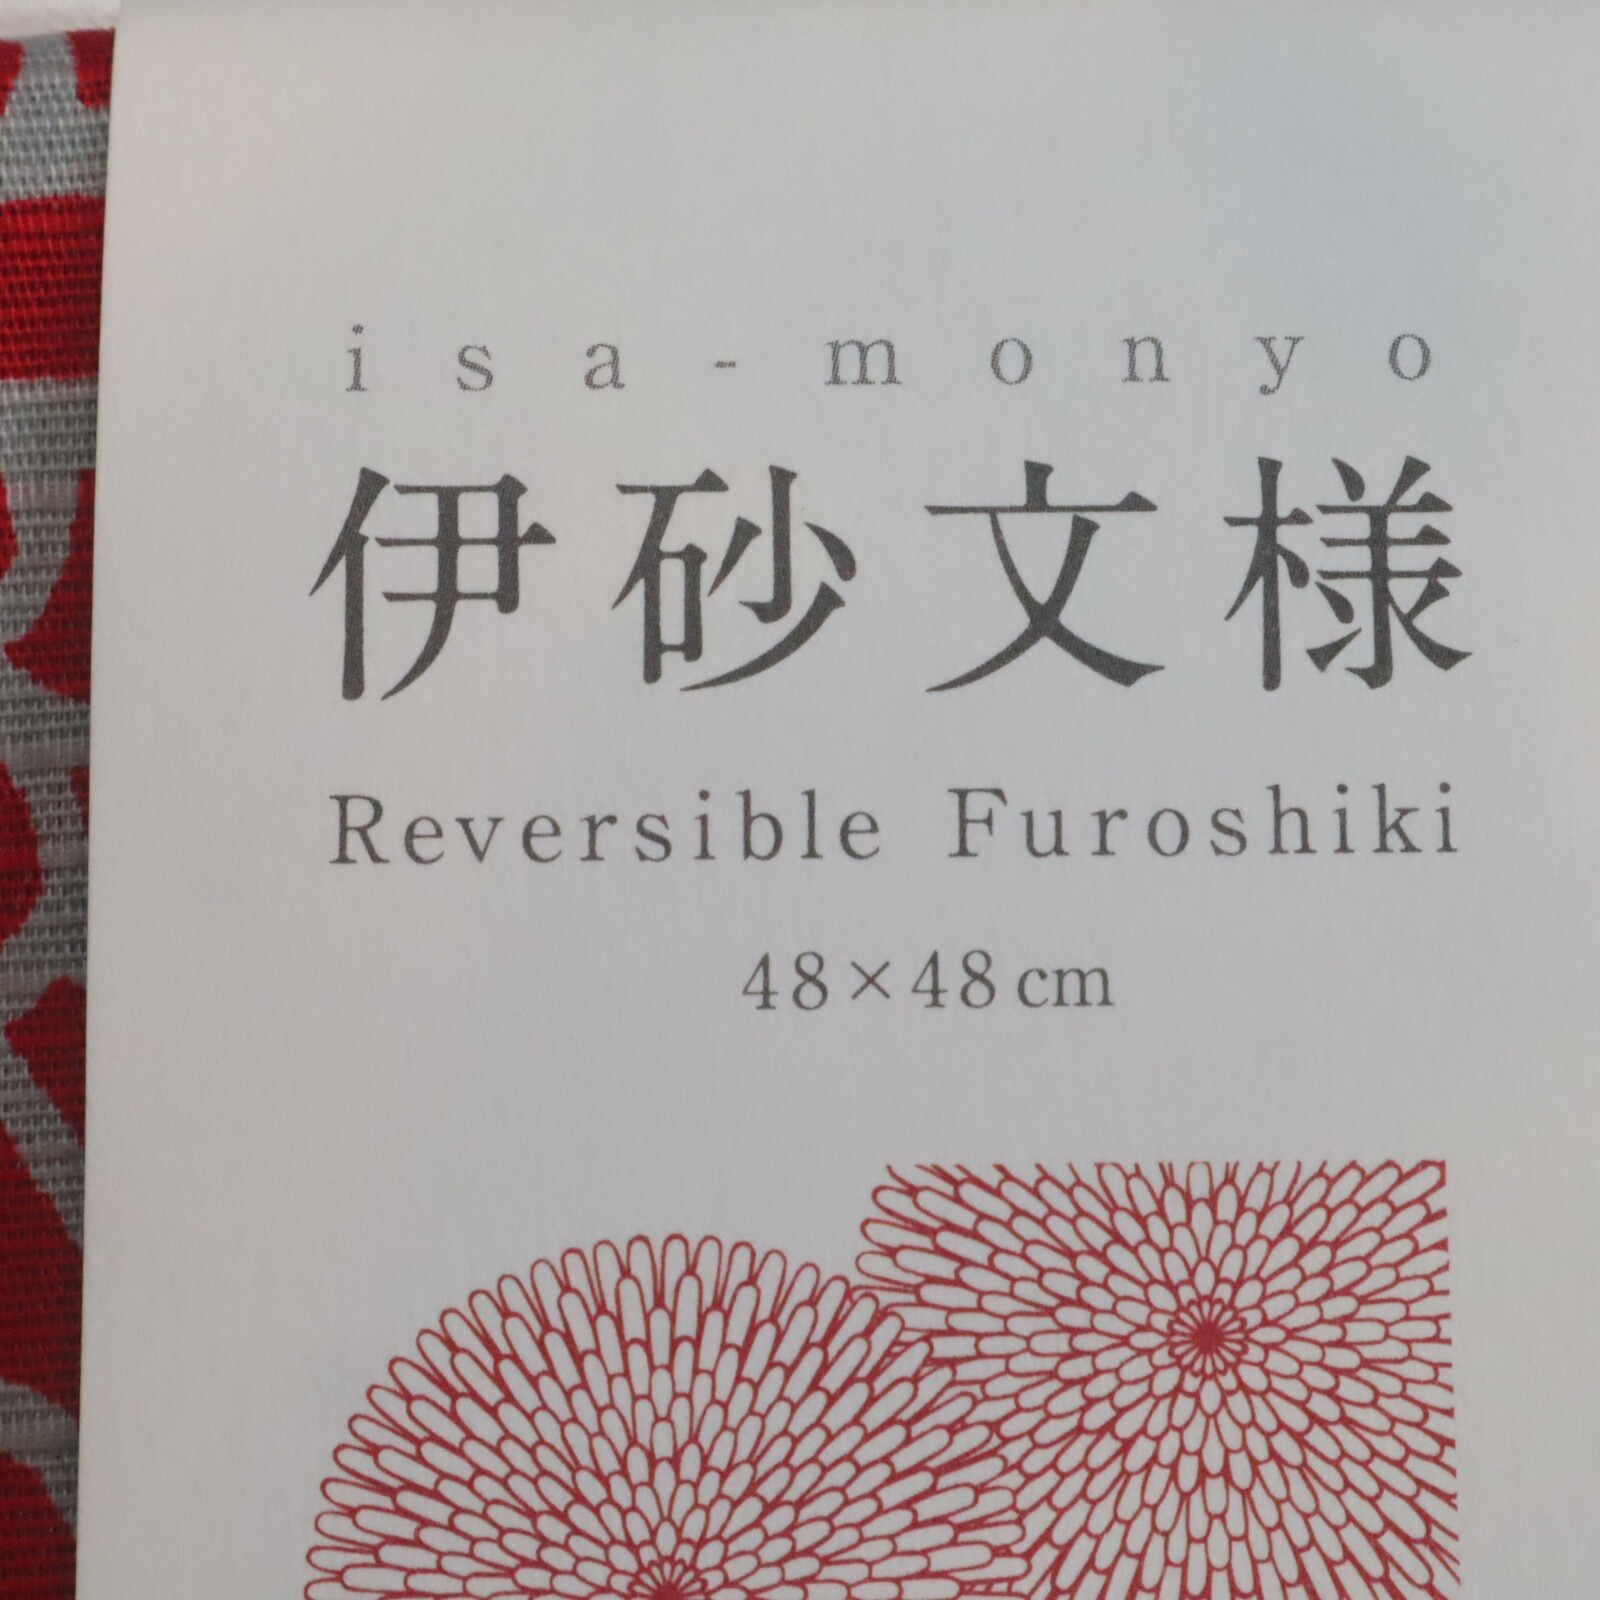 isa-monyo
伊砂文様
Reversible Furoshiki
48×48cm